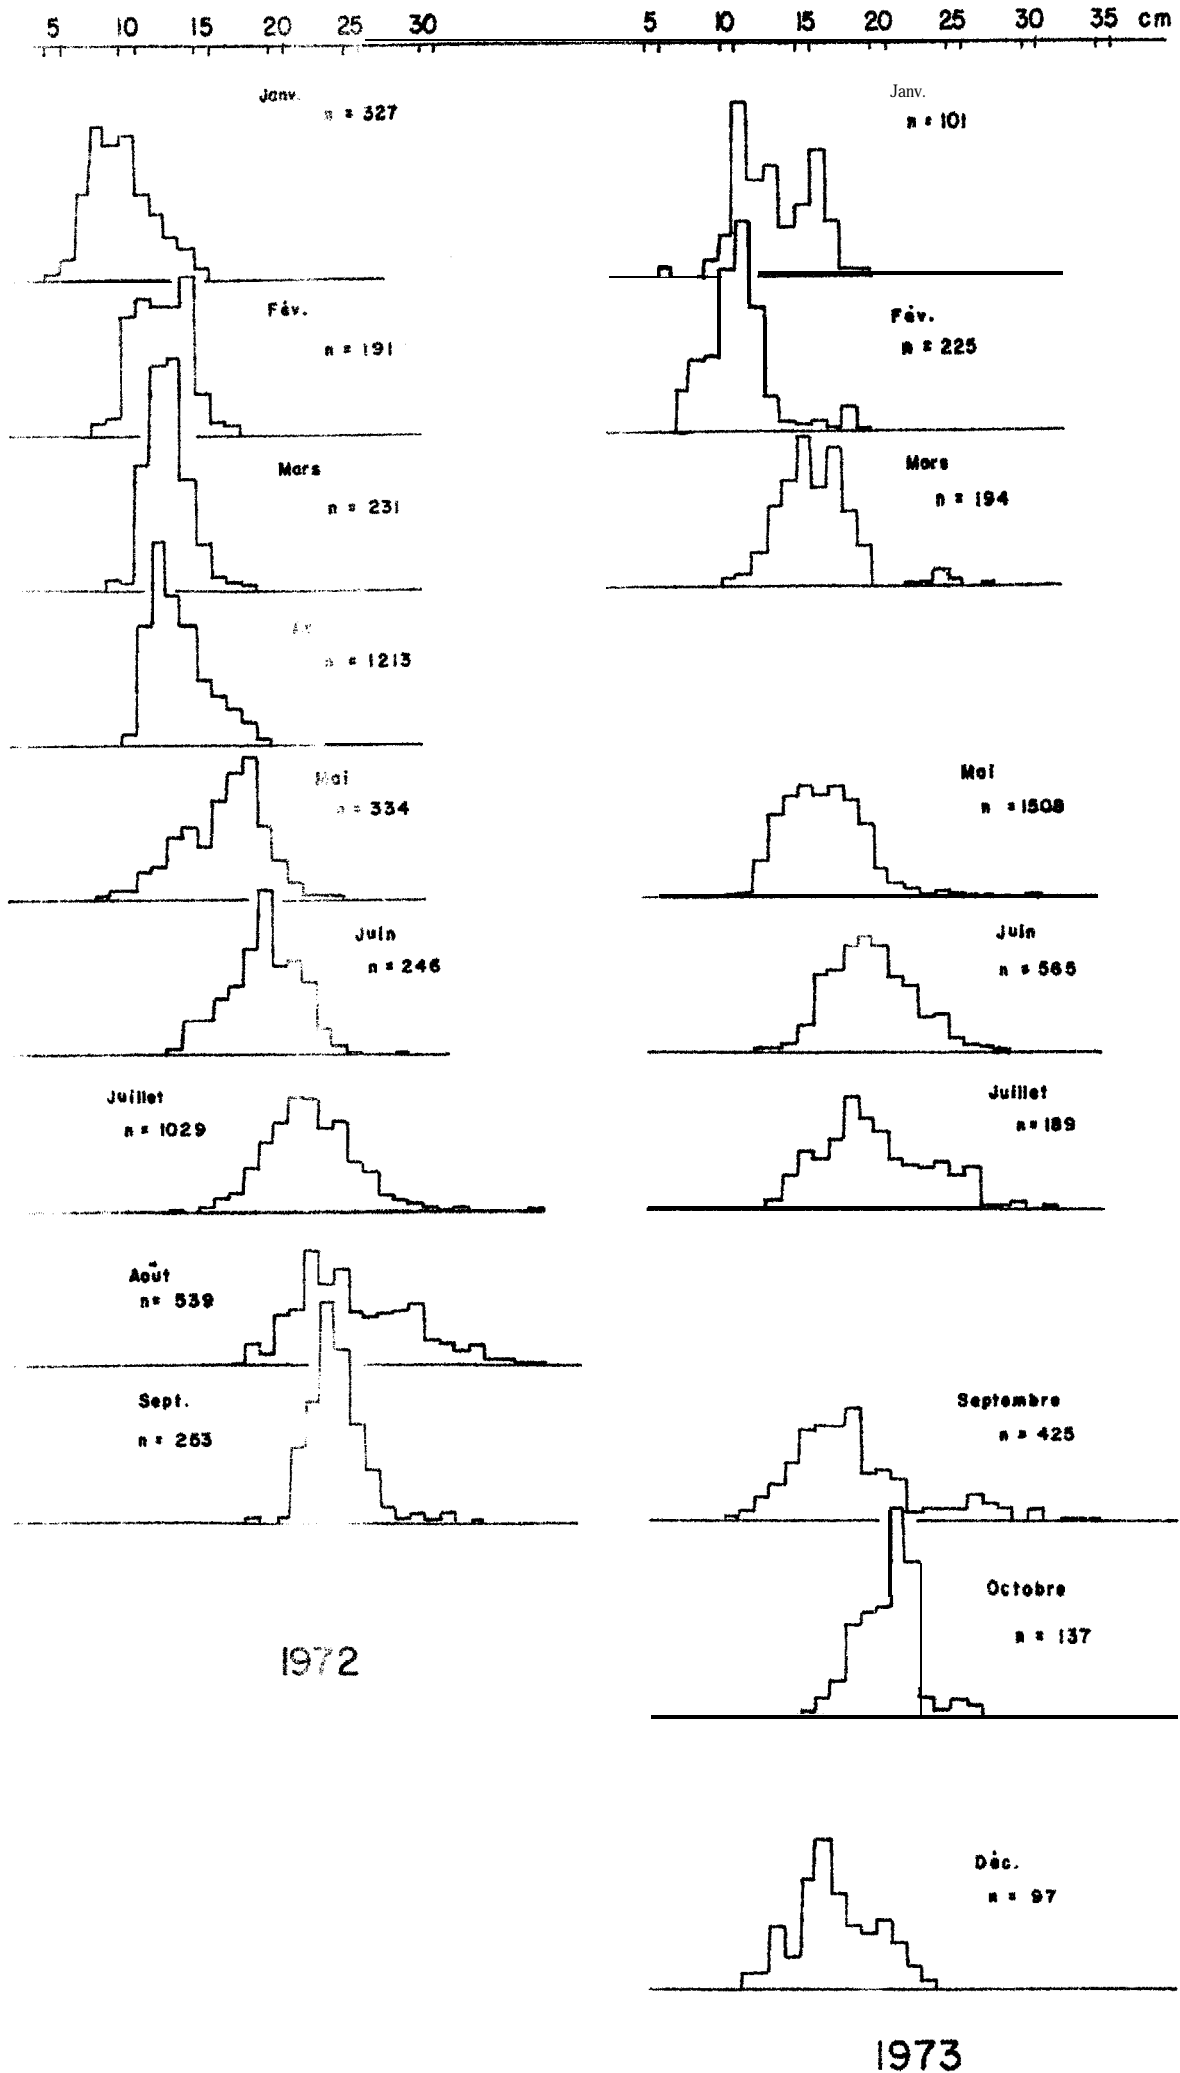 5 10 15 20 25 30
5 10 15 20 25 30 35 cm
Janv.
n = 327
Fév.
n = 191
Mars
n = 231
n = 1213
Mai
n = 334
Juin
n = 246
Juillet
n = 1029
Août
n = 539
Sept.
n = 253
1972
Janv.
n = 101
Fév.
n = 225
Mars
n = 194
Mai
n = 1508
Juin
n = 565
Juillet
n = 189
Septembre
n = 425
Octobre
n = 137
Déc.
n = 97
1973